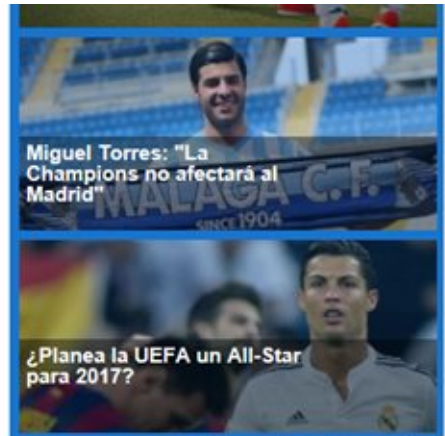 Miguel Torres: "La
Champions no afectará al
Madrid"
MALAGA C.F.
SINCE 1904
¿Planea la UEFA un All-Star
para 2017?